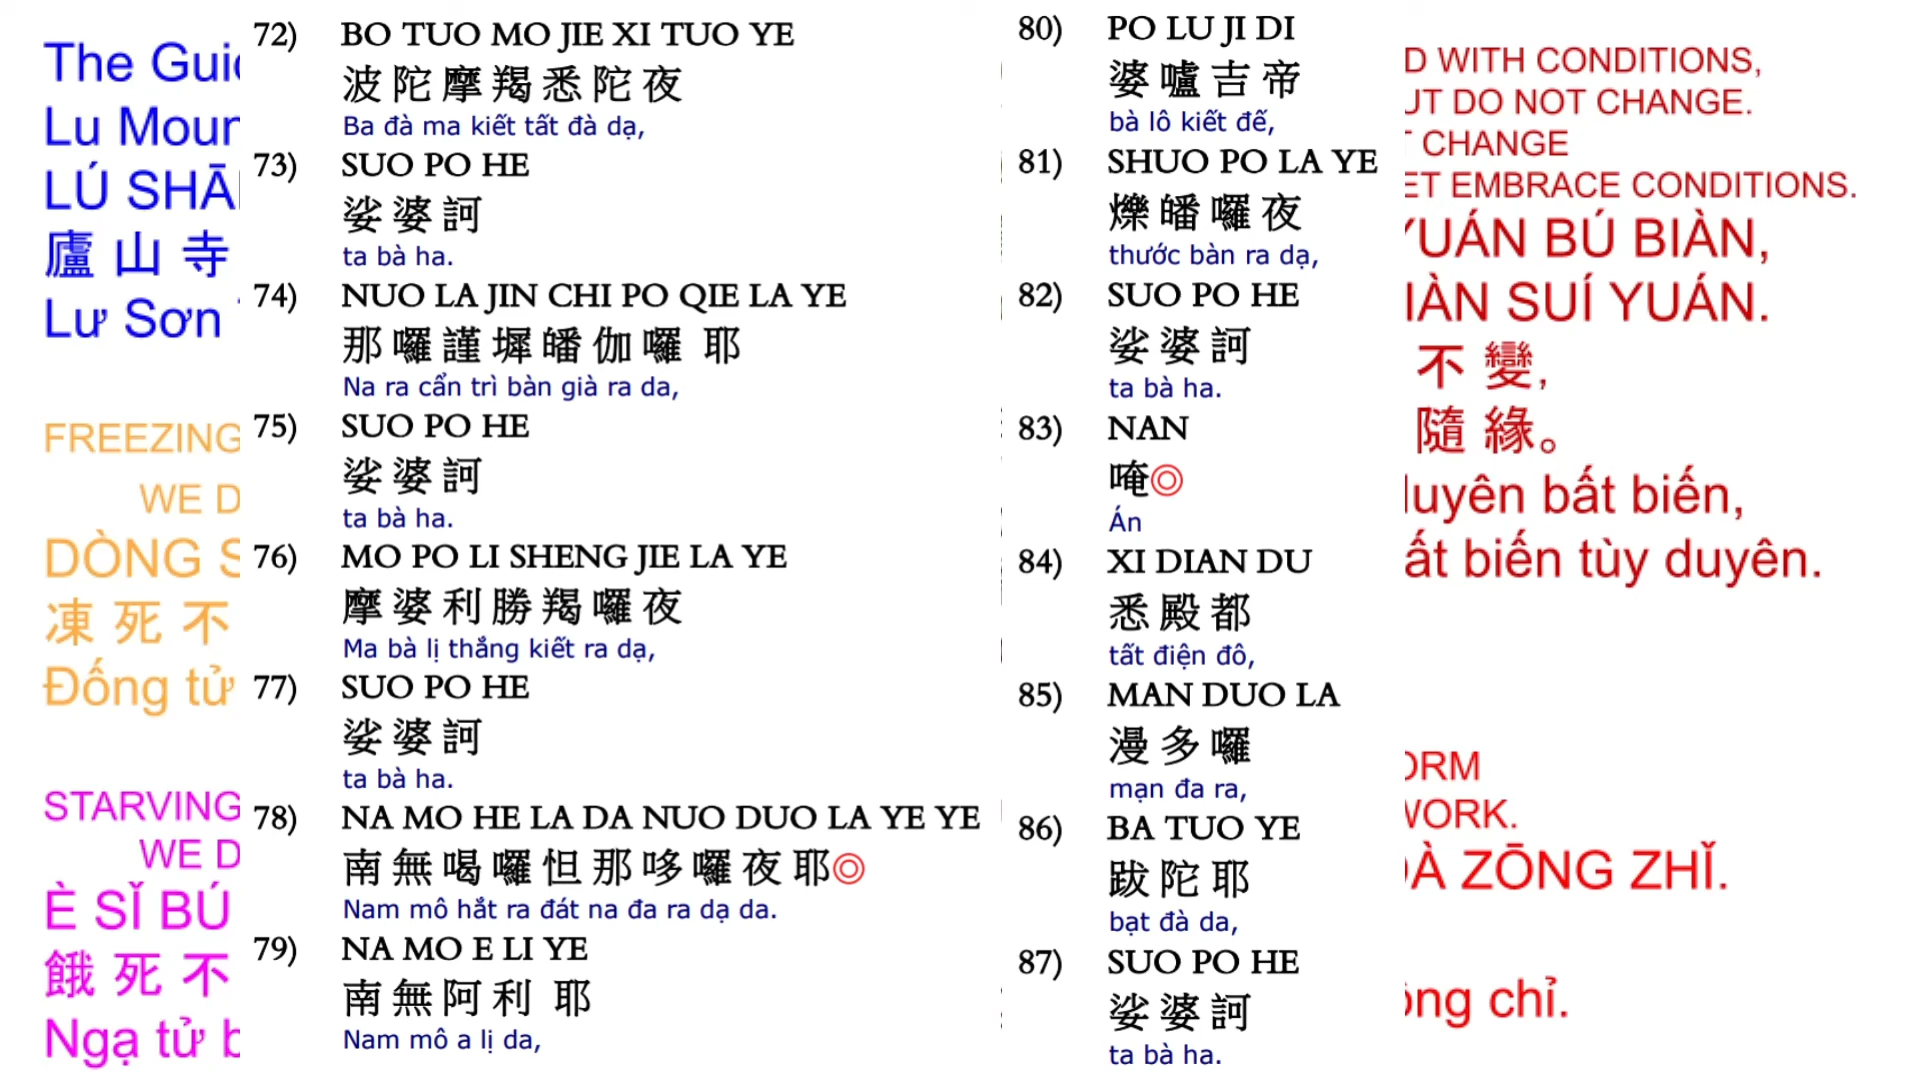 The Gui
Lu Moun
LÚ SHĀ
廬 山 寺
Lư Sơn
FREEZING
WE D
DÒNG S
凍 死 不
Đống tử
STARVING
WE D
È SǏ BÚ
餓 死 不
Ngạ tử b
72) BO TUO MO JIE XI TUO YE
波 陀 摩 羯 悉 陀 夜
Ba đà ma kiết tất đà dạ,
73) SUO PO HE
娑 婆 訶
ta bà ha.
74) NUO LA JIN CHI PO QIE LA YE
那 囉 謹 墀 皤 伽 囉 耶
Na ra cẩn trì bàn già ra da,
75) SUO PO HE
娑 婆 訶
ta bà ha.
76) MO PO LI SHENG JIE LA YE
摩 婆 利 勝 羯 囉 夜
Ma bà lị thắng kiết ra dạ,
77) SUO PO HE
娑 婆 訶
ta bà ha.
78) NA MO HE LA DA NUO DUO LA YE YE
南 無 喝 囉 怛 那 哆 囉 夜 耶◎
Nam mô hắt ra đát na đa ra dạ da.
79) NA MO E LI YE
南 無 阿 利 耶
Nam mô a lị da,
80) PO LU JI DI
婆 嚧 吉 帝
bà lô kiết đế,
81) SHUO PO LA YE
爍 皤 囉 夜
thước bàn ra dạ,
82) SUO PO HE
娑 婆 訶
ta bà ha.
83) NAN
唵◎
Án
84) XI DIAN DU
悉 殿 都
tất điện đô,
85) MAN DUO LA
漫 多 囉
mạn đa ra,
86) BA TUO YE
跋 陀 耶
bạt đà da,
87) SUO PO HE
娑 婆 訶
ta bà ha.
D WITH CONDITIONS,
UT DO NOT CHANGE.
T CHANGE
ET EMBRACE CONDITIONS.
YUÁN BÚ BIÀN,
IÀN SUÍ YUÁN.
不 變,
隨 緣。
duyên bất biến,
ất biến tùy duyên.
ORM
WORK.
DÀ ZŌNG ZHǏ.
ông chỉ.